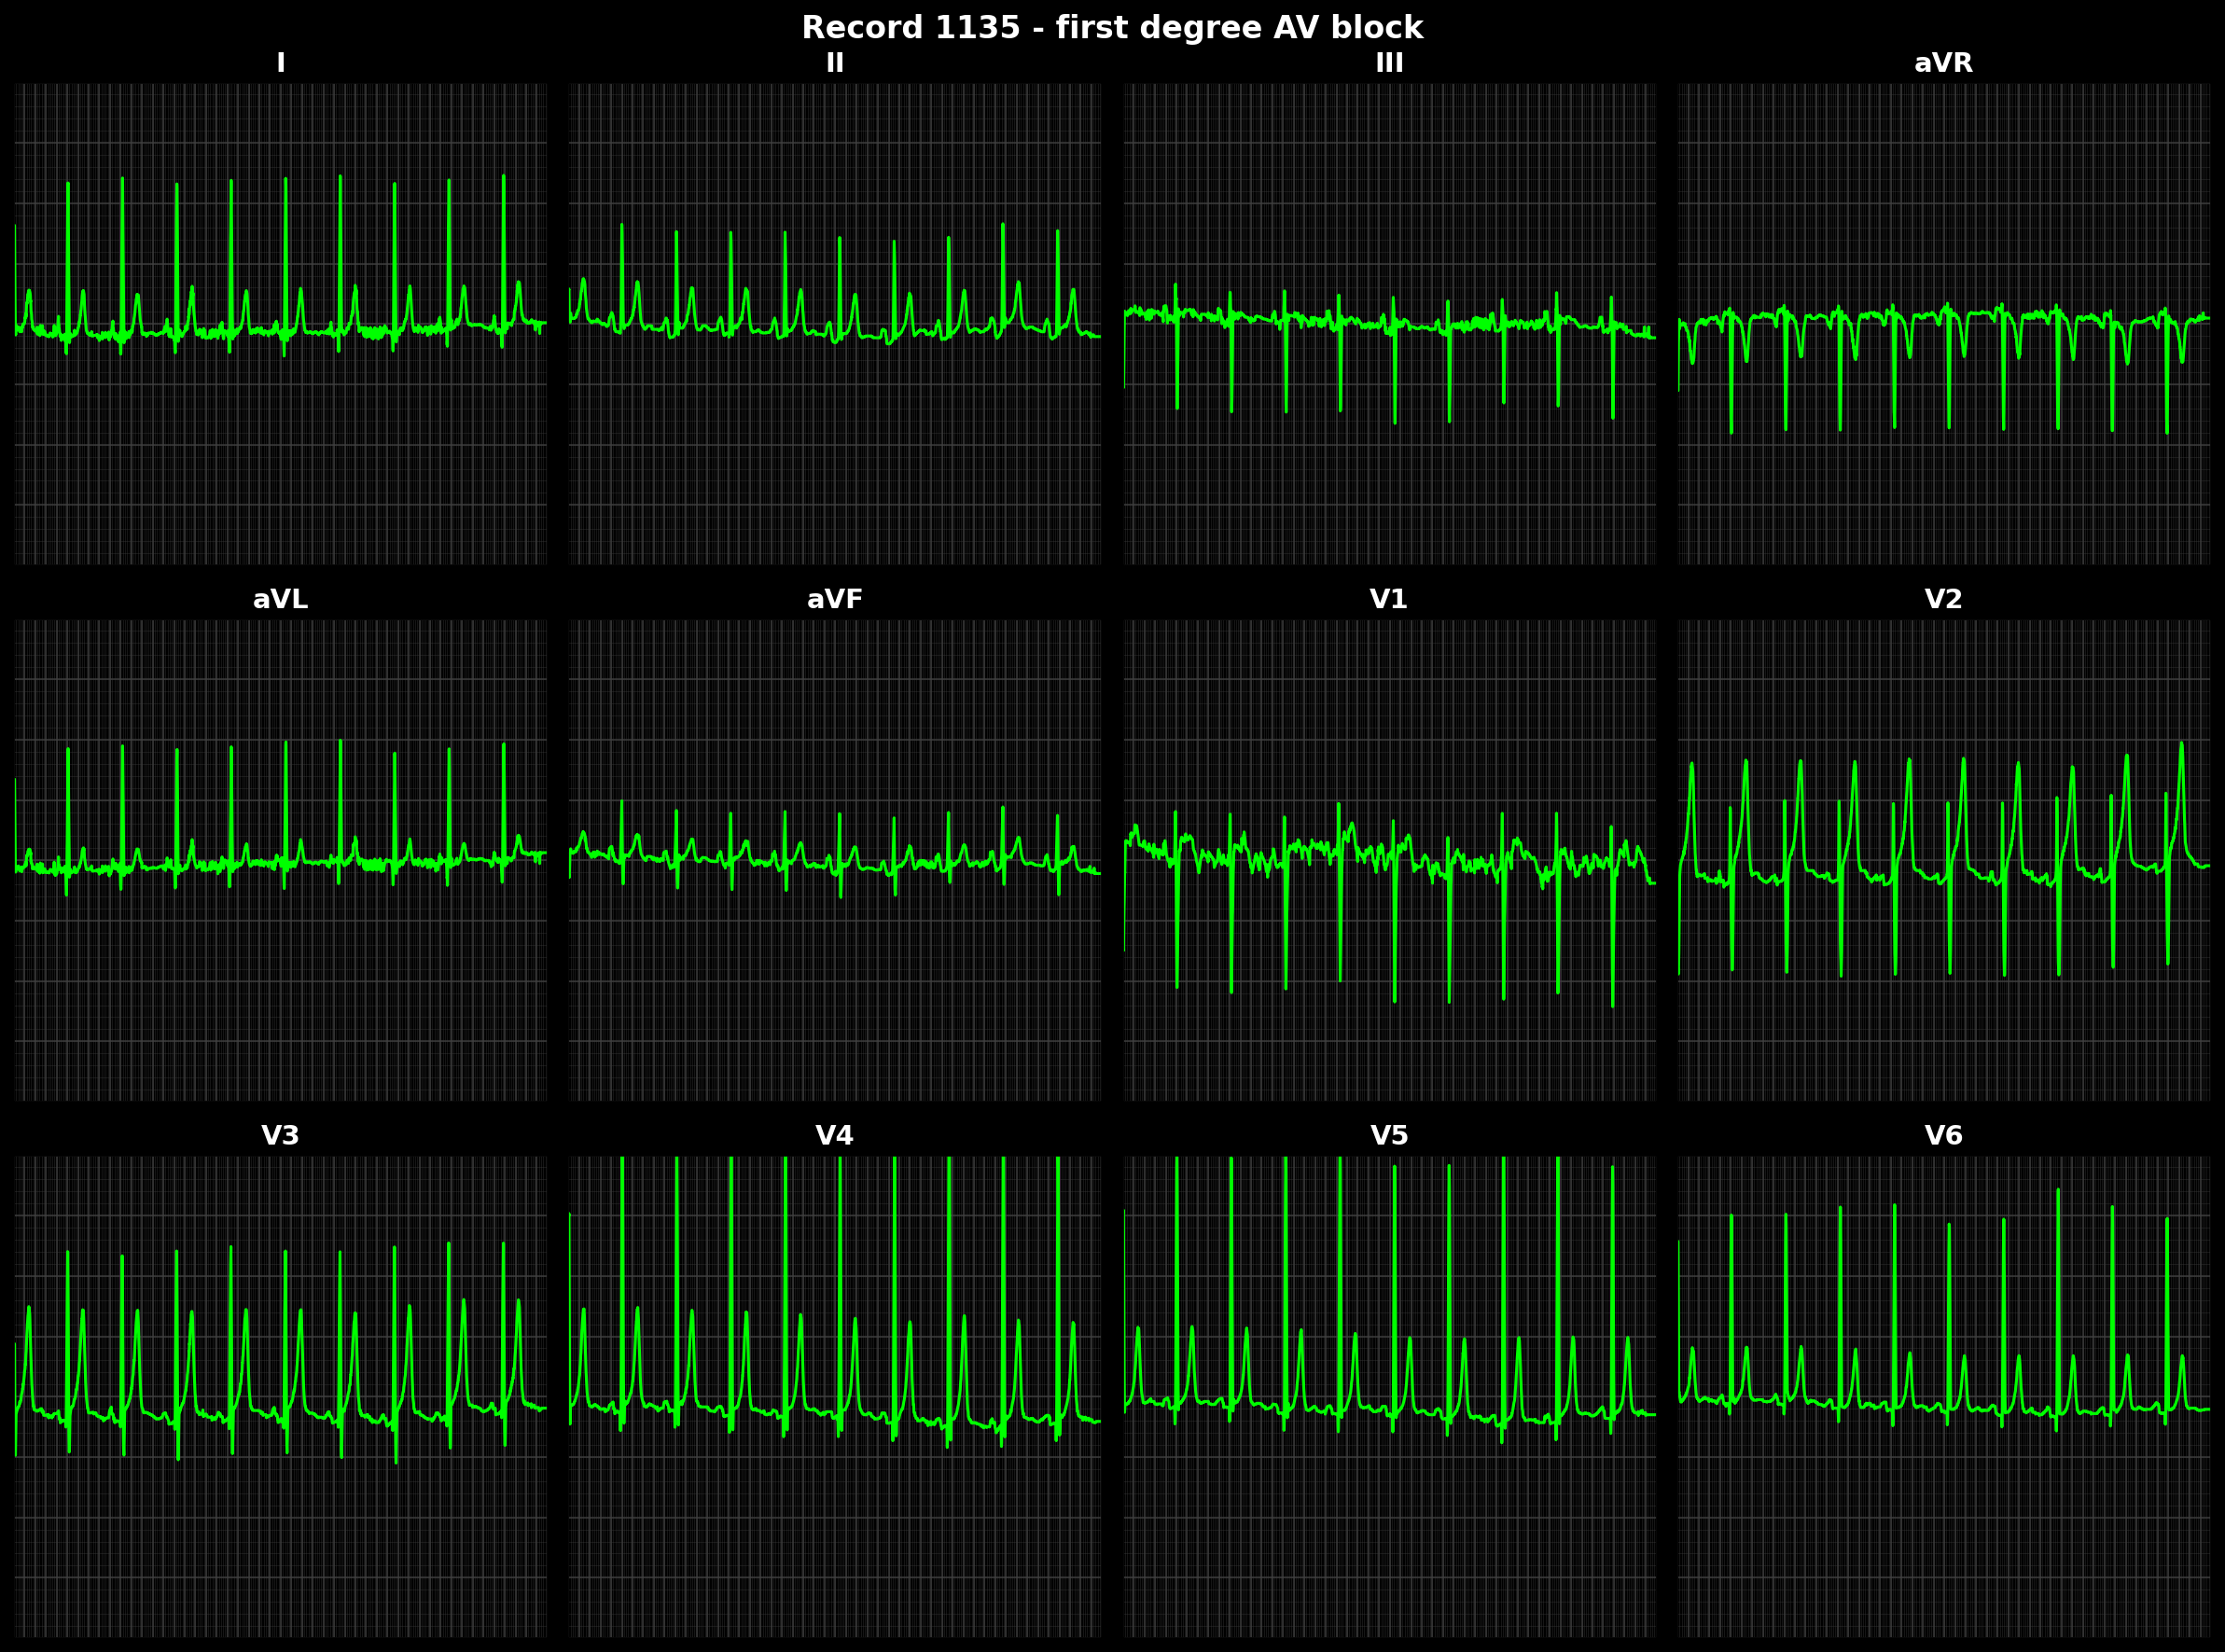 Record 1135 - first degree AV block
I II III aVR
aVL aVF V1 V2
V3 V4 V5 V6